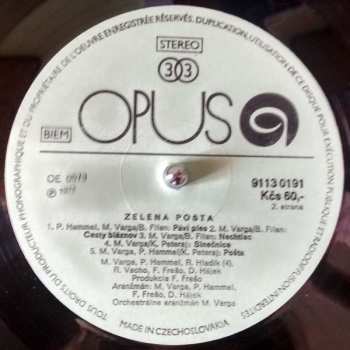 TOUS DROITS DU PRODUCTEUR PHONOGRAPHIQUE ET DU PROPRIÉTAIRE DE L'OEUVRE ENREGISTRÉE RÉSERVÉS. DUPLICATION, UTILISATION DE CE DISQUE POUR EXÉCUTION PUBLIQUE ET RADIODIFFUSION INTERDITES
STEREO
33
OPUS
BIEM
OE
℗ 1977
9113 0191
Kčs 60,-
2. strana
ZELENÁ POŠTA
1. P. Hammel, M. Varga/B. Filan: Páví ples 2. M. Varga/B. Filan:
Cesty bláznov 3. M. Varga/B. Filan: Nechtiac
4. M. Varga/K. Peteraj: Slnečnice
5. M. Varga, P. Hammel/K. Peteraj: Pošta
M. Varga, P. Hammel, R. Hladík (4),
R. Vacho, F. Frešo, D. Hájek
Produkcia F. Frešo
Aranžmán: M. Varga, P. Hammel,
F. Frešo, D. Hájek
Orchestrálne aranžmán M. Varga
MADE IN CZECHOSLOVAKIA